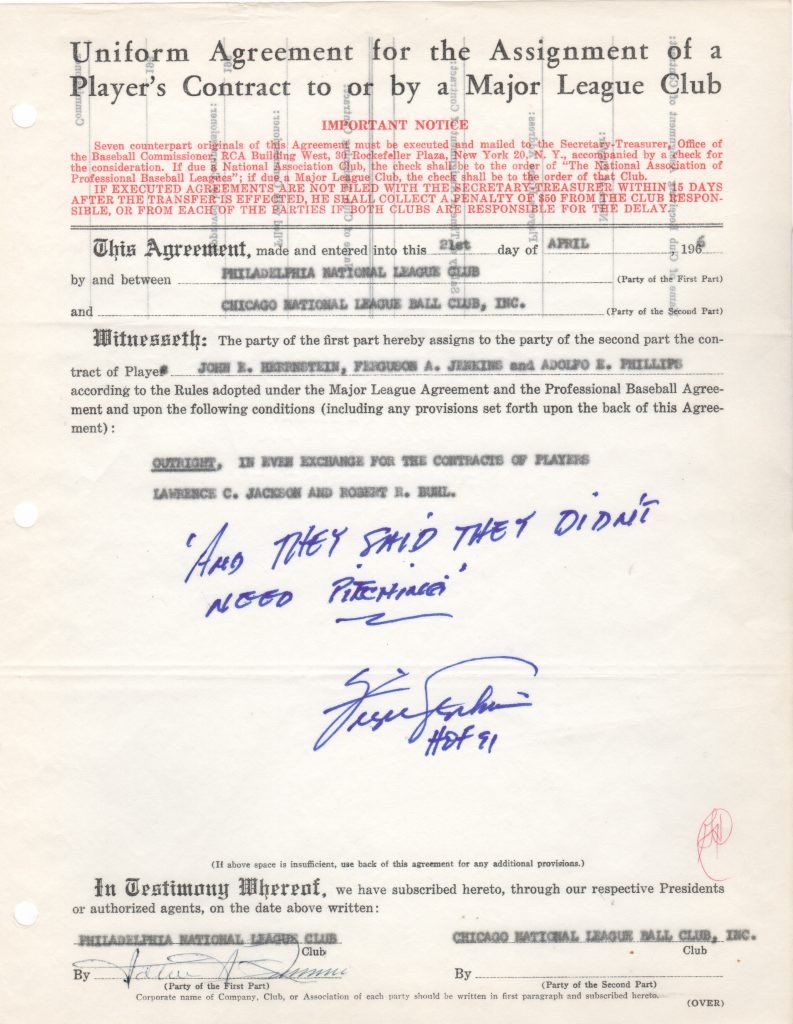 Uniform Agreement for the Assignment of a
Player's Contract to or by a Major League Club
IMPORTANT NOTICE
Seven counterpart originals of this Agreement must be executed and mailed to the Secretary-Treasurer, Office of
the Baseball Commissioner, RCA Building West, 30 Rockefeller Plaza, New York 20, N. Y., accompanied by a check for
the consideration. If due a National Association Club, the check shall be to the order of "The National Association of
Professional Baseball Leagues"; if due a Major League Club, the check shall be to the order of that Club.
IF EXECUTED AGREEMENTS ARE NOT FILED WITH THE SECRETARY-TREASURER WITHIN 15 DAYS
AFTER THE TRANSFER IS EFFECTED, HE SHALL COLLECT A PENALTY OF $50 FROM THE CLUB RESPON-
SIBLE, OR FROM EACH OF THE PARTIES IF BOTH CLUBS ARE RESPONSIBLE FOR THE DELAY.
This Agreement, made and entered into this 21st day of APRIL, 1966
by and between PHILADELPHIA NATIONAL LEAGUE CLUB (Party of the First Part)
and CHICAGO NATIONAL LEAGUE BALL CLUB, INC. (Party of the Second Part)
Witnesseth: The party of the first part hereby assigns to the party of the second part the con-
tract of Players JOHN E. HERRNSTEIN, FERGUSON A. JENKINS and ADOLFO E. PHILLIPS
according to the Rules adopted under the Major League Agreement and the Professional Baseball Agree-
ment and upon the following conditions (including any provisions set forth upon the back of this Agree-
ment):
OUTRIGHT, IN EVEN EXCHANGE FOR THE CONTRACTS OF PLAYERS
LAWRENCE C. JACKSON AND ROBERT R. BUHL.
'AND THEY SAID THEY DIDN'T
NEED PITCHING'
Fergie Jenkins
HOF 91
(If above space is insufficient, use back of this agreement for any additional provisions.)
In Testimony Whereof, we have subscribed hereto, through our respective Presidents
or authorized agents, on the date above written:
PHILADELPHIA NATIONAL LEAGUE CLUB CHICAGO NATIONAL LEAGUE BALL CLUB, INC.
Club Club
By By
(Party of the First Part) (Party of the Second Part)
Corporate name of Company, Club, or Association of each party should be written in first paragraph and subscribed hereto.
(OVER)